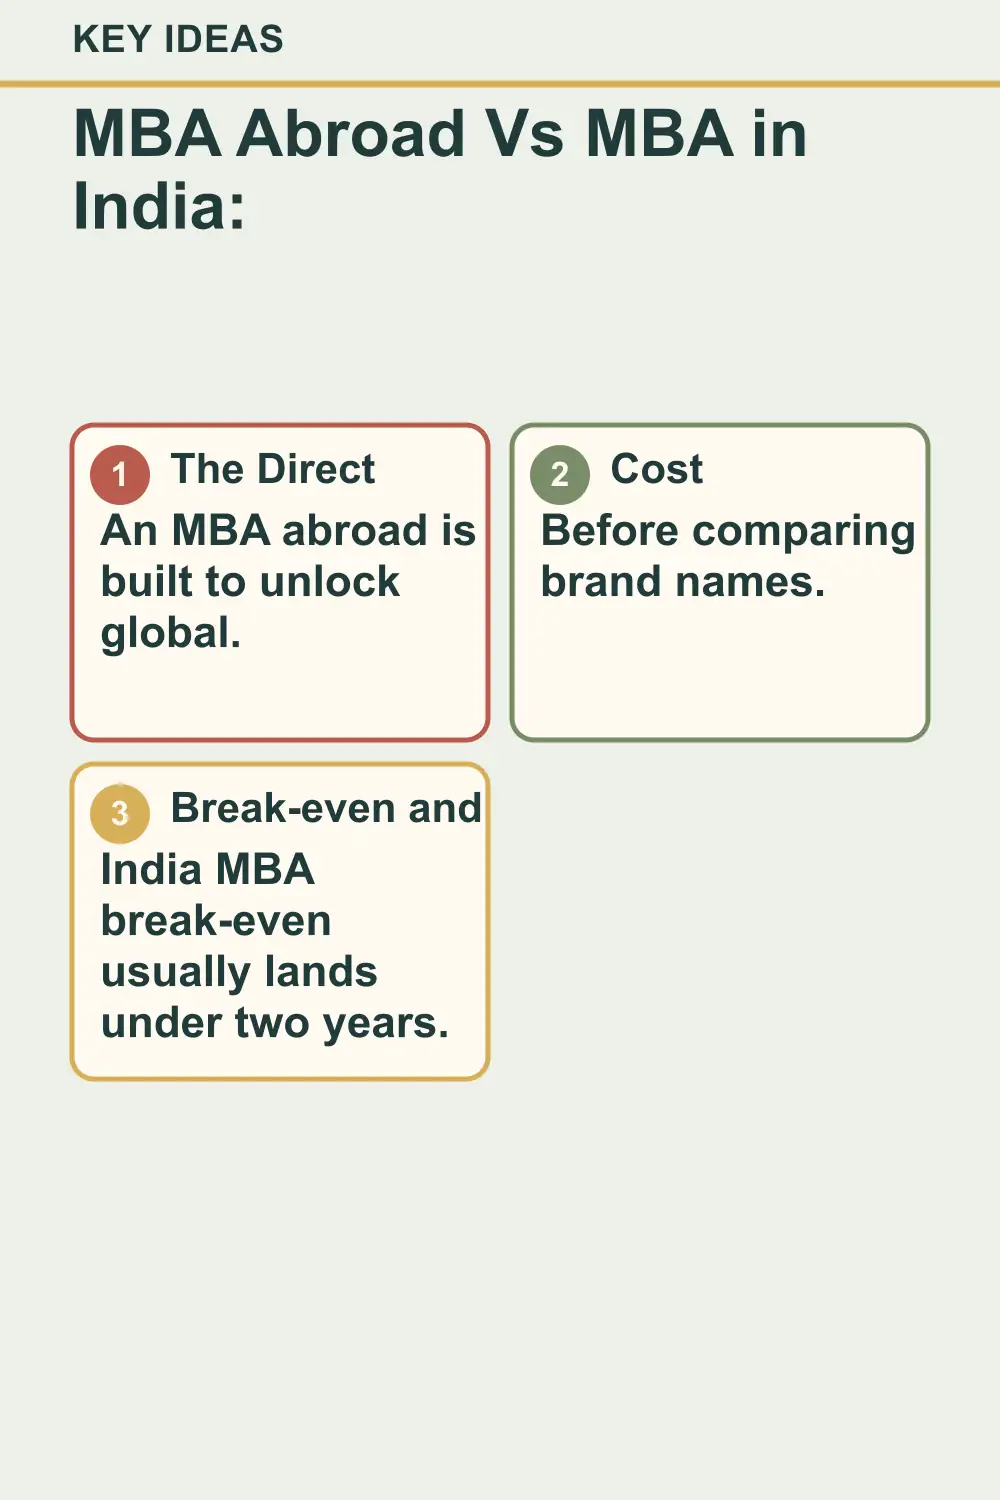 KEY IDEAS
MBA Abroad Vs MBA in
India:
1 The Direct
An MBA abroad is
built to unlock
global.
2 Cost
Before comparing
brand names.
3 Break-even and
India MBA
break-even
usually lands
under two years.